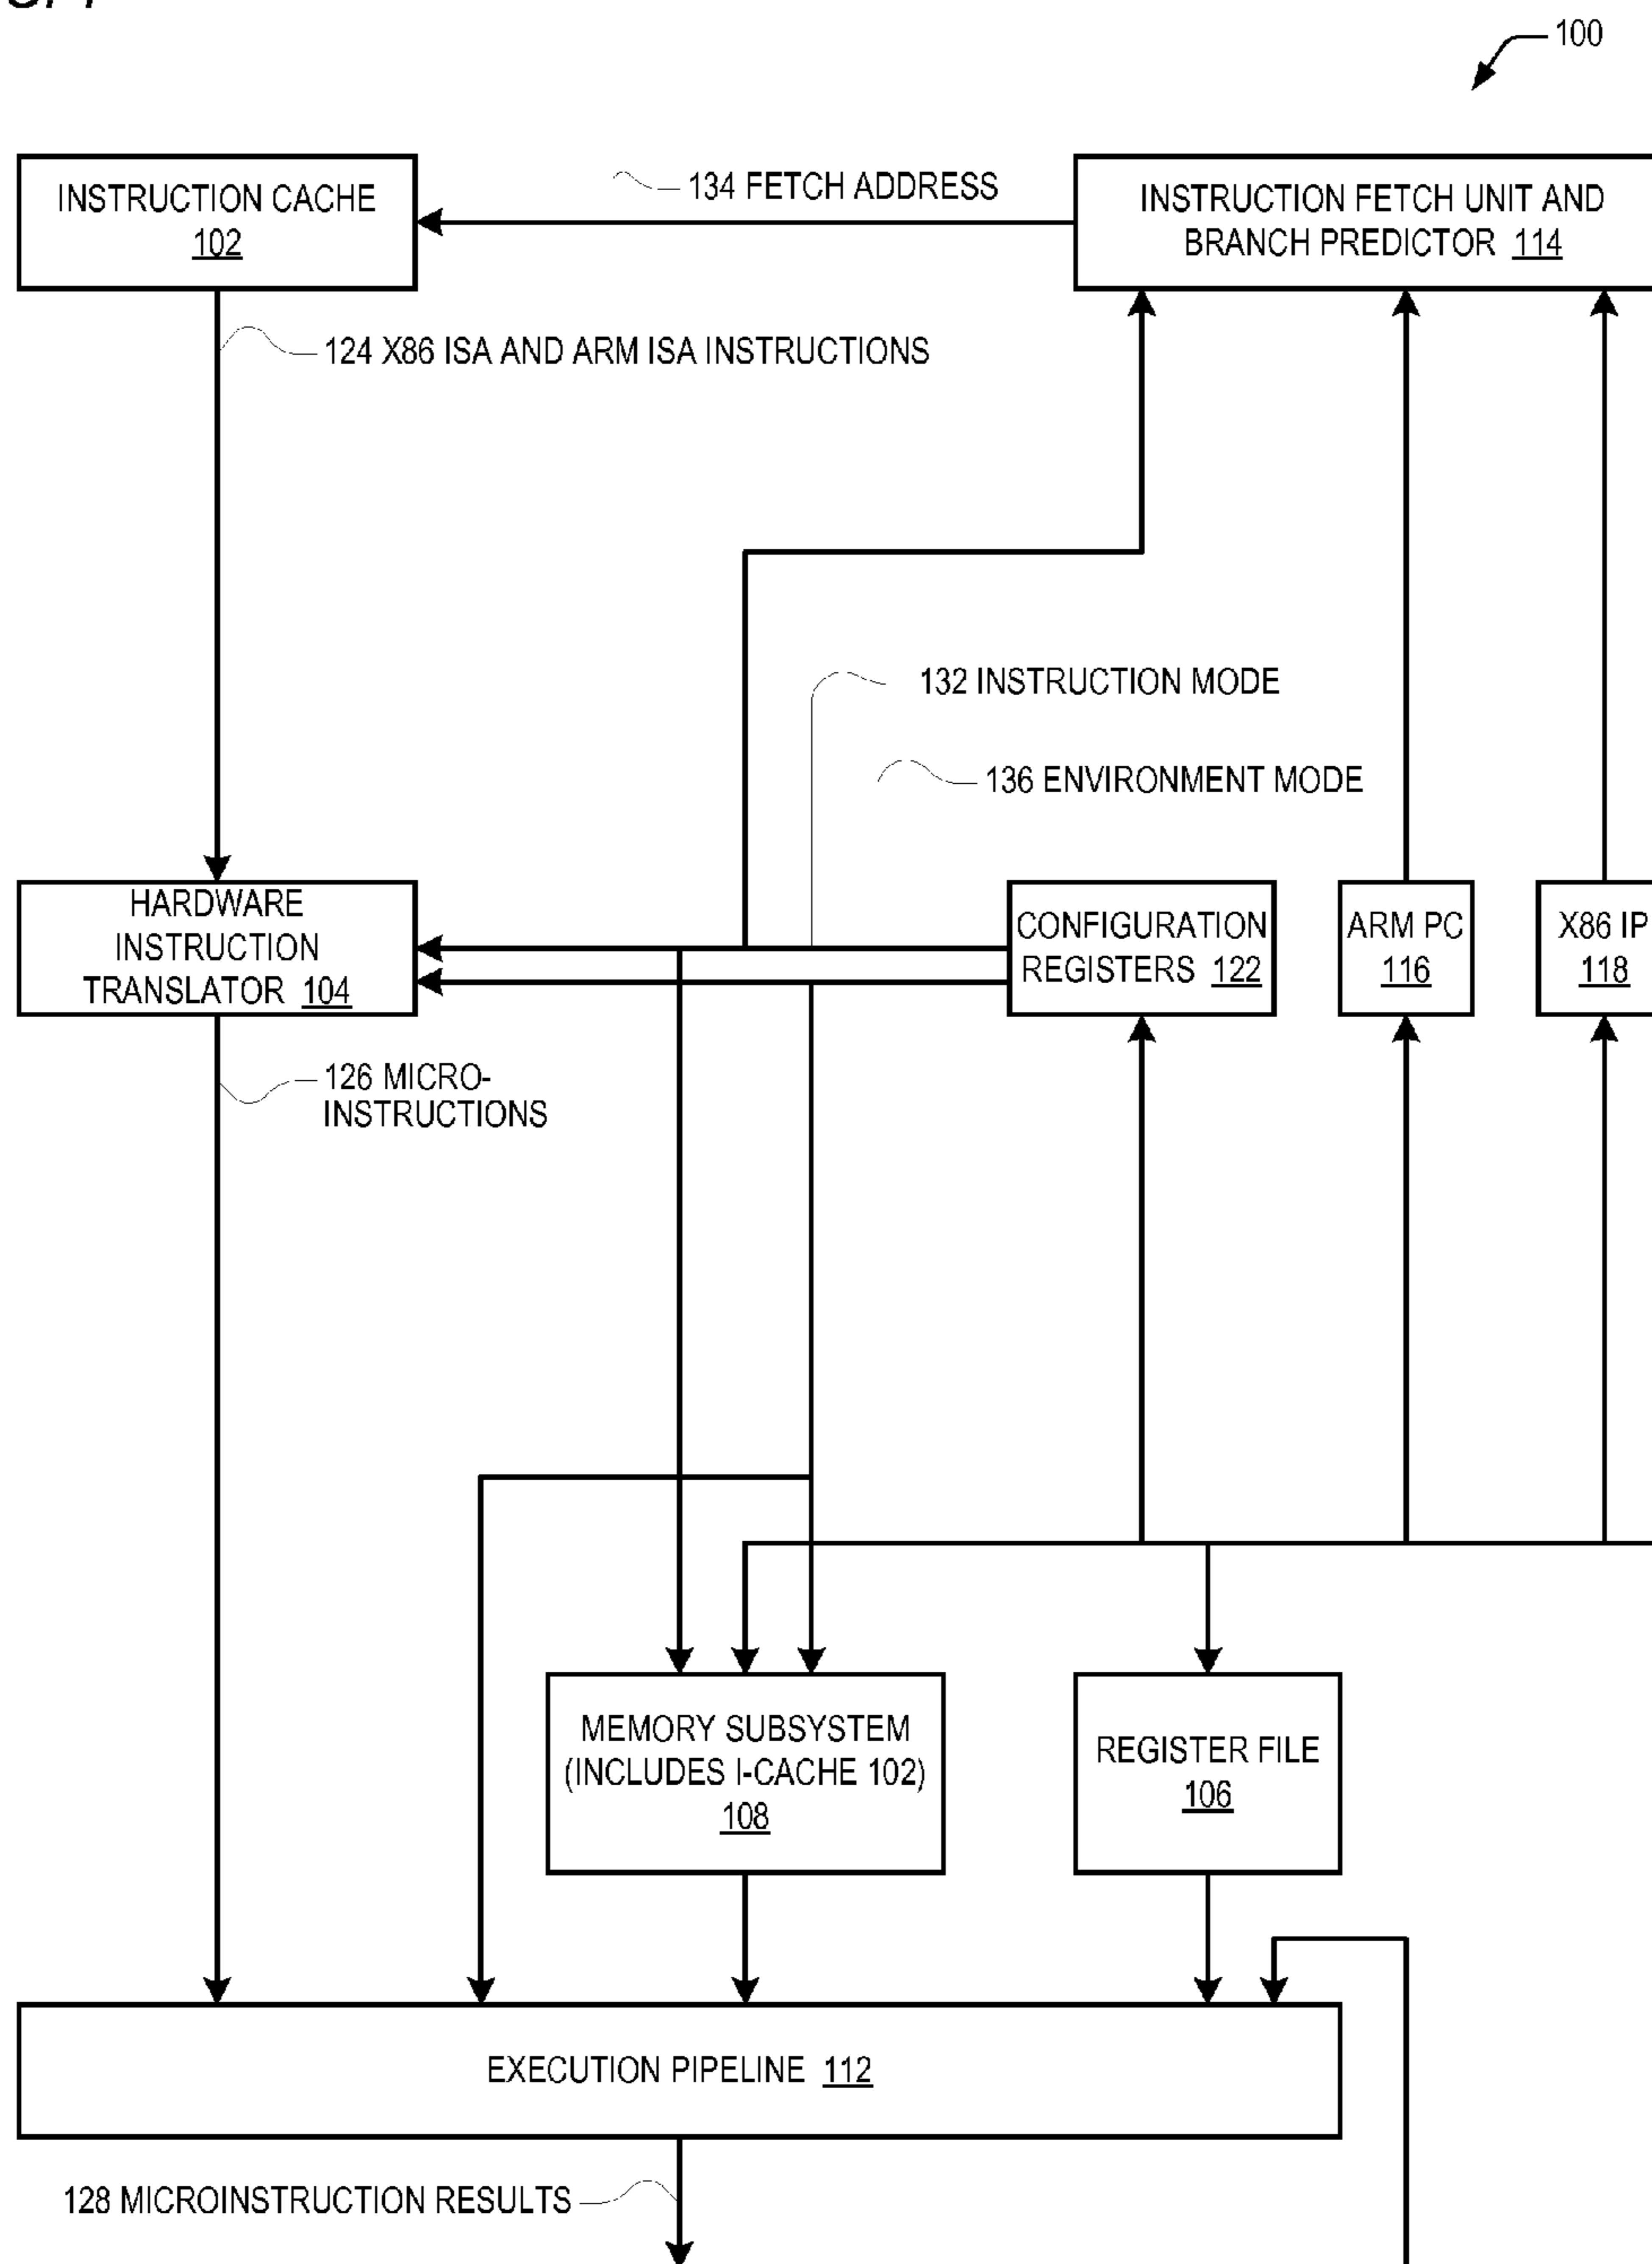 100
INSTRUCTION CACHE
102
134 FETCH ADDRESS
INSTRUCTION FETCH UNIT AND
BRANCH PREDICTOR 114
124 X86 ISA AND ARM ISA INSTRUCTIONS
132 INSTRUCTION MODE
136 ENVIRONMENT MODE
HARDWARE
INSTRUCTION
TRANSLATOR 104
CONFIGURATION
REGISTERS 122
ARM PC
116
X86 IP
118
126 MICRO-
INSTRUCTIONS
MEMORY SUBSYSTEM
(INCLUDES I-CACHE 102)
108
REGISTER FILE
106
EXECUTION PIPELINE 112
128 MICROINSTRUCTION RESULTS